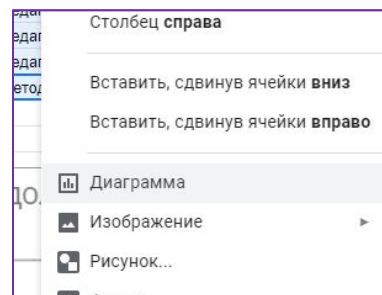 Столбец справа
Вставить, сдвинув ячейки вниз
Вставить, сдвинув ячейки вправо
Диаграмма
Изображение
Рисунок...